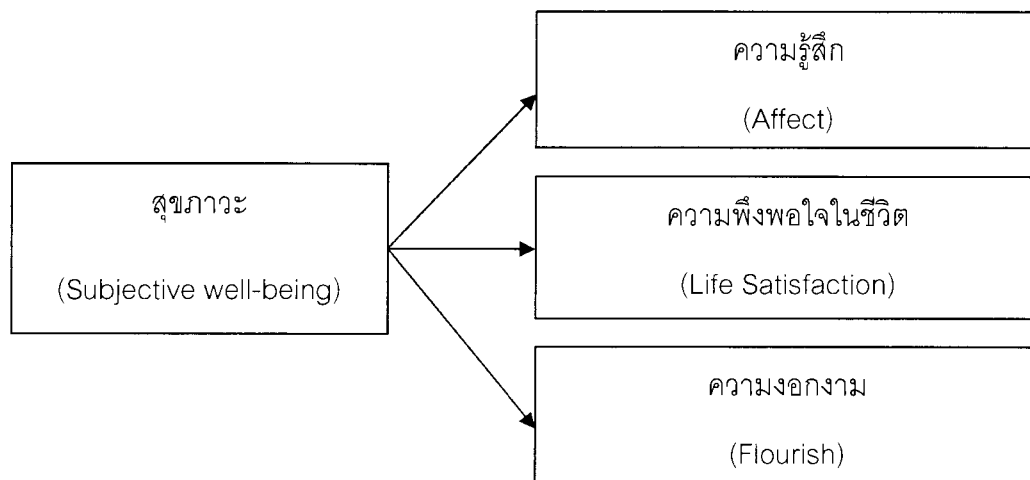 ความรู้สึก
(Affect)
สุขภาวะ
(Subjective well-being)
ความพึงพอใจในชีวิต
(Life Satisfaction)
ความงอกงาม
(Flourish)